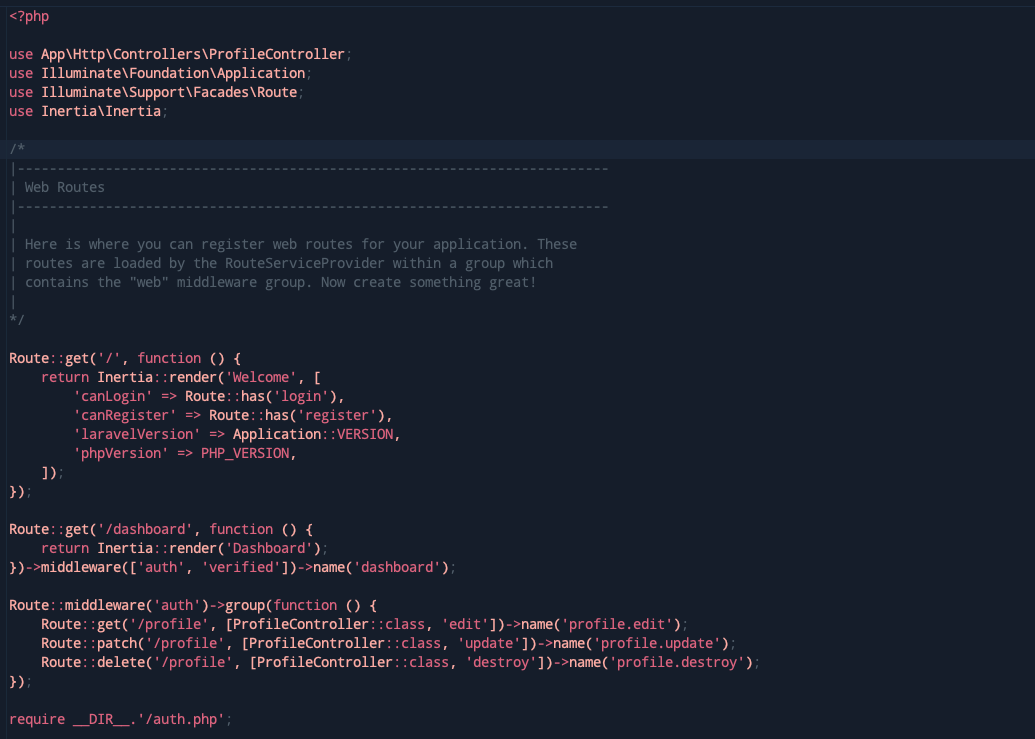 <?php
use App\Http\Controllers\ProfileController;
use Illuminate\Foundation\Application;
use Illuminate\Support\Facades\Route;
use Inertia\Inertia;
/*
|--------------------------------------------------------------------------
| Web Routes
|--------------------------------------------------------------------------
|
| Here is where you can register web routes for your application. These
| routes are loaded by the RouteServiceProvider within a group which
| contains the "web" middleware group. Now create something great!
|
*/
Route::get('/', function () {
    return Inertia::render('Welcome', [
        'canLogin' => Route::has('login'),
        'canRegister' => Route::has('register'),
        'laravelVersion' => Application::VERSION,
        'phpVersion' => PHP_VERSION,
    ]);
});
Route::get('/dashboard', function () {
    return Inertia::render('Dashboard');
})->middleware(['auth', 'verified'])->name('dashboard');
Route::middleware('auth')->group(function () {
    Route::get('/profile', [ProfileController::class, 'edit'])->name('profile.edit');
    Route::patch('/profile', [ProfileController::class, 'update'])->name('profile.update');
    Route::delete('/profile', [ProfileController::class, 'destroy'])->name('profile.destroy');
});
require __DIR__.'/auth.php';